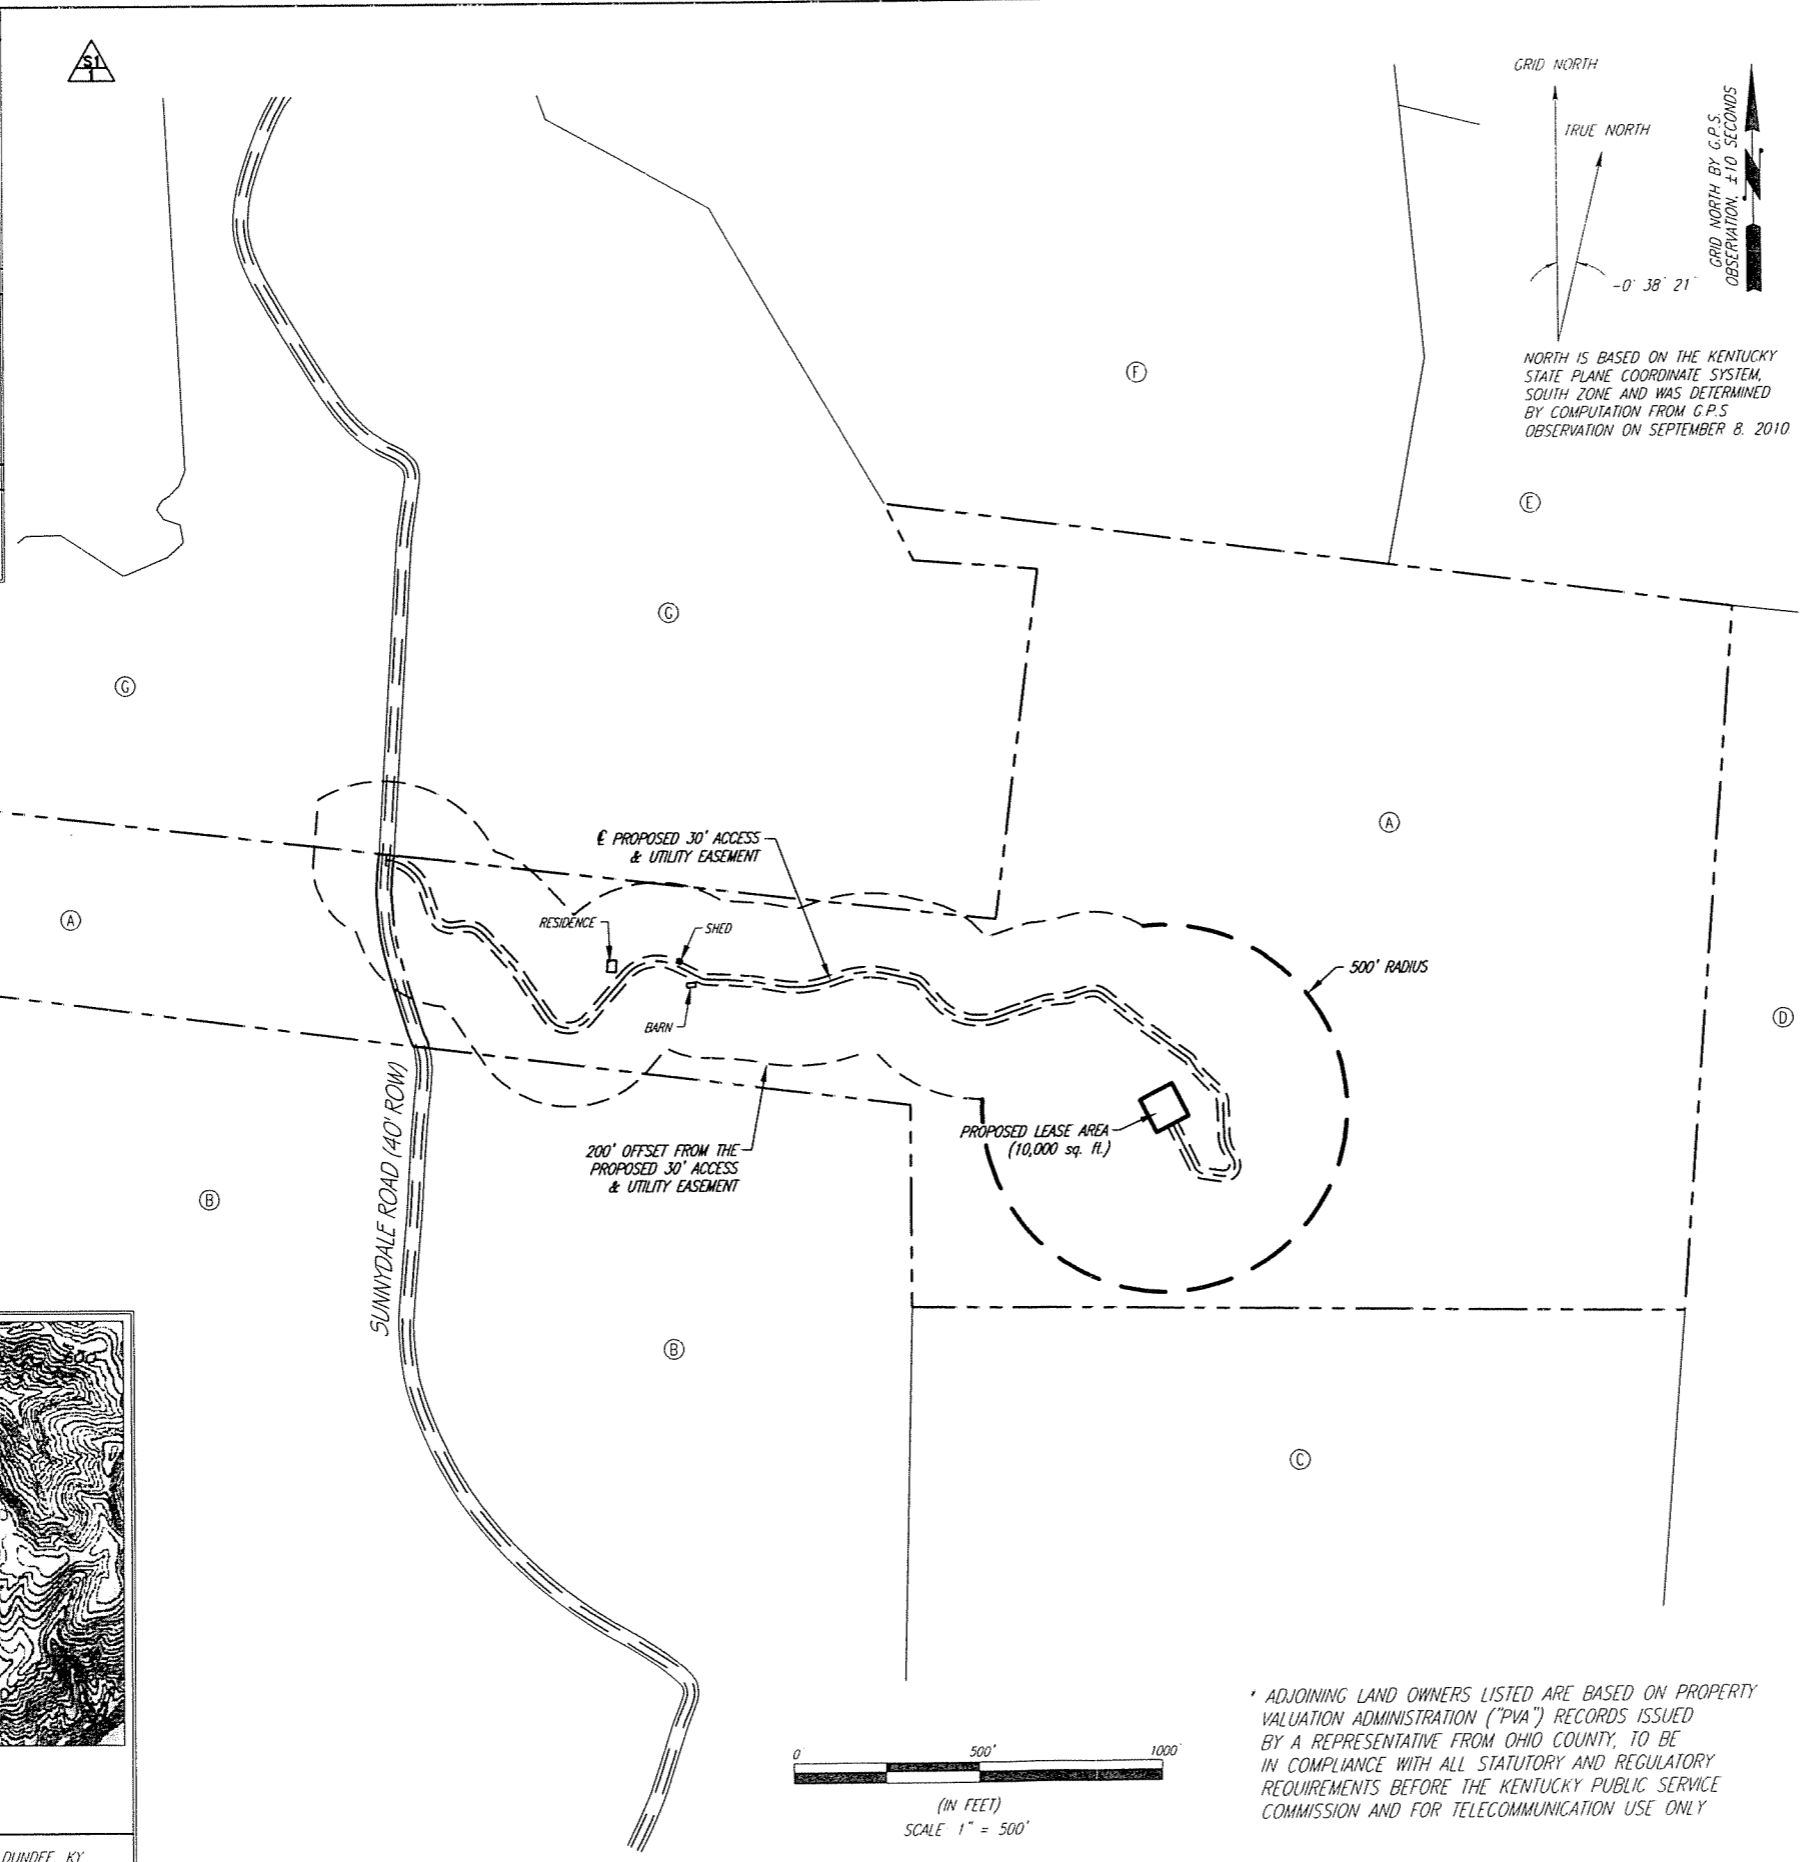 S1
1
GRID NORTH
TRUE NORTH
GRID NORTH BY G.P.S.
OBSERVATION, ±10 SECONDS
-0° 38' 21"
NORTH IS BASED ON THE KENTUCKY
STATE PLANE COORDINATE SYSTEM,
SOUTH ZONE AND WAS DETERMINED
BY COMPUTATION FROM G.P.S
OBSERVATION ON SEPTEMBER 8, 2010
F
E
G
G
A
℄ PROPOSED 30' ACCESS
& UTILITY EASEMENT
A
RESIDENCE
SHED
500' RADIUS
D
BARN
SUNNYDALE ROAD (40' ROW)
PROPOSED LEASE AREA
(10,000 sq. ft.)
200' OFFSET FROM THE
PROPOSED 30' ACCESS
& UTILITY EASEMENT
B
B
C
* ADJOINING LAND OWNERS LISTED ARE BASED ON PROPERTY
VALUATION ADMINISTRATION ("PVA") RECORDS ISSUED
BY A REPRESENTATIVE FROM OHIO COUNTY, TO BE
IN COMPLIANCE WITH ALL STATUTORY AND REGULATORY
REQUIREMENTS BEFORE THE KENTUCKY PUBLIC SERVICE
COMMISSION AND FOR TELECOMMUNICATION USE ONLY
0 500' 1000'
(IN FEET)
SCALE 1" = 500'
DUNDEE, KY